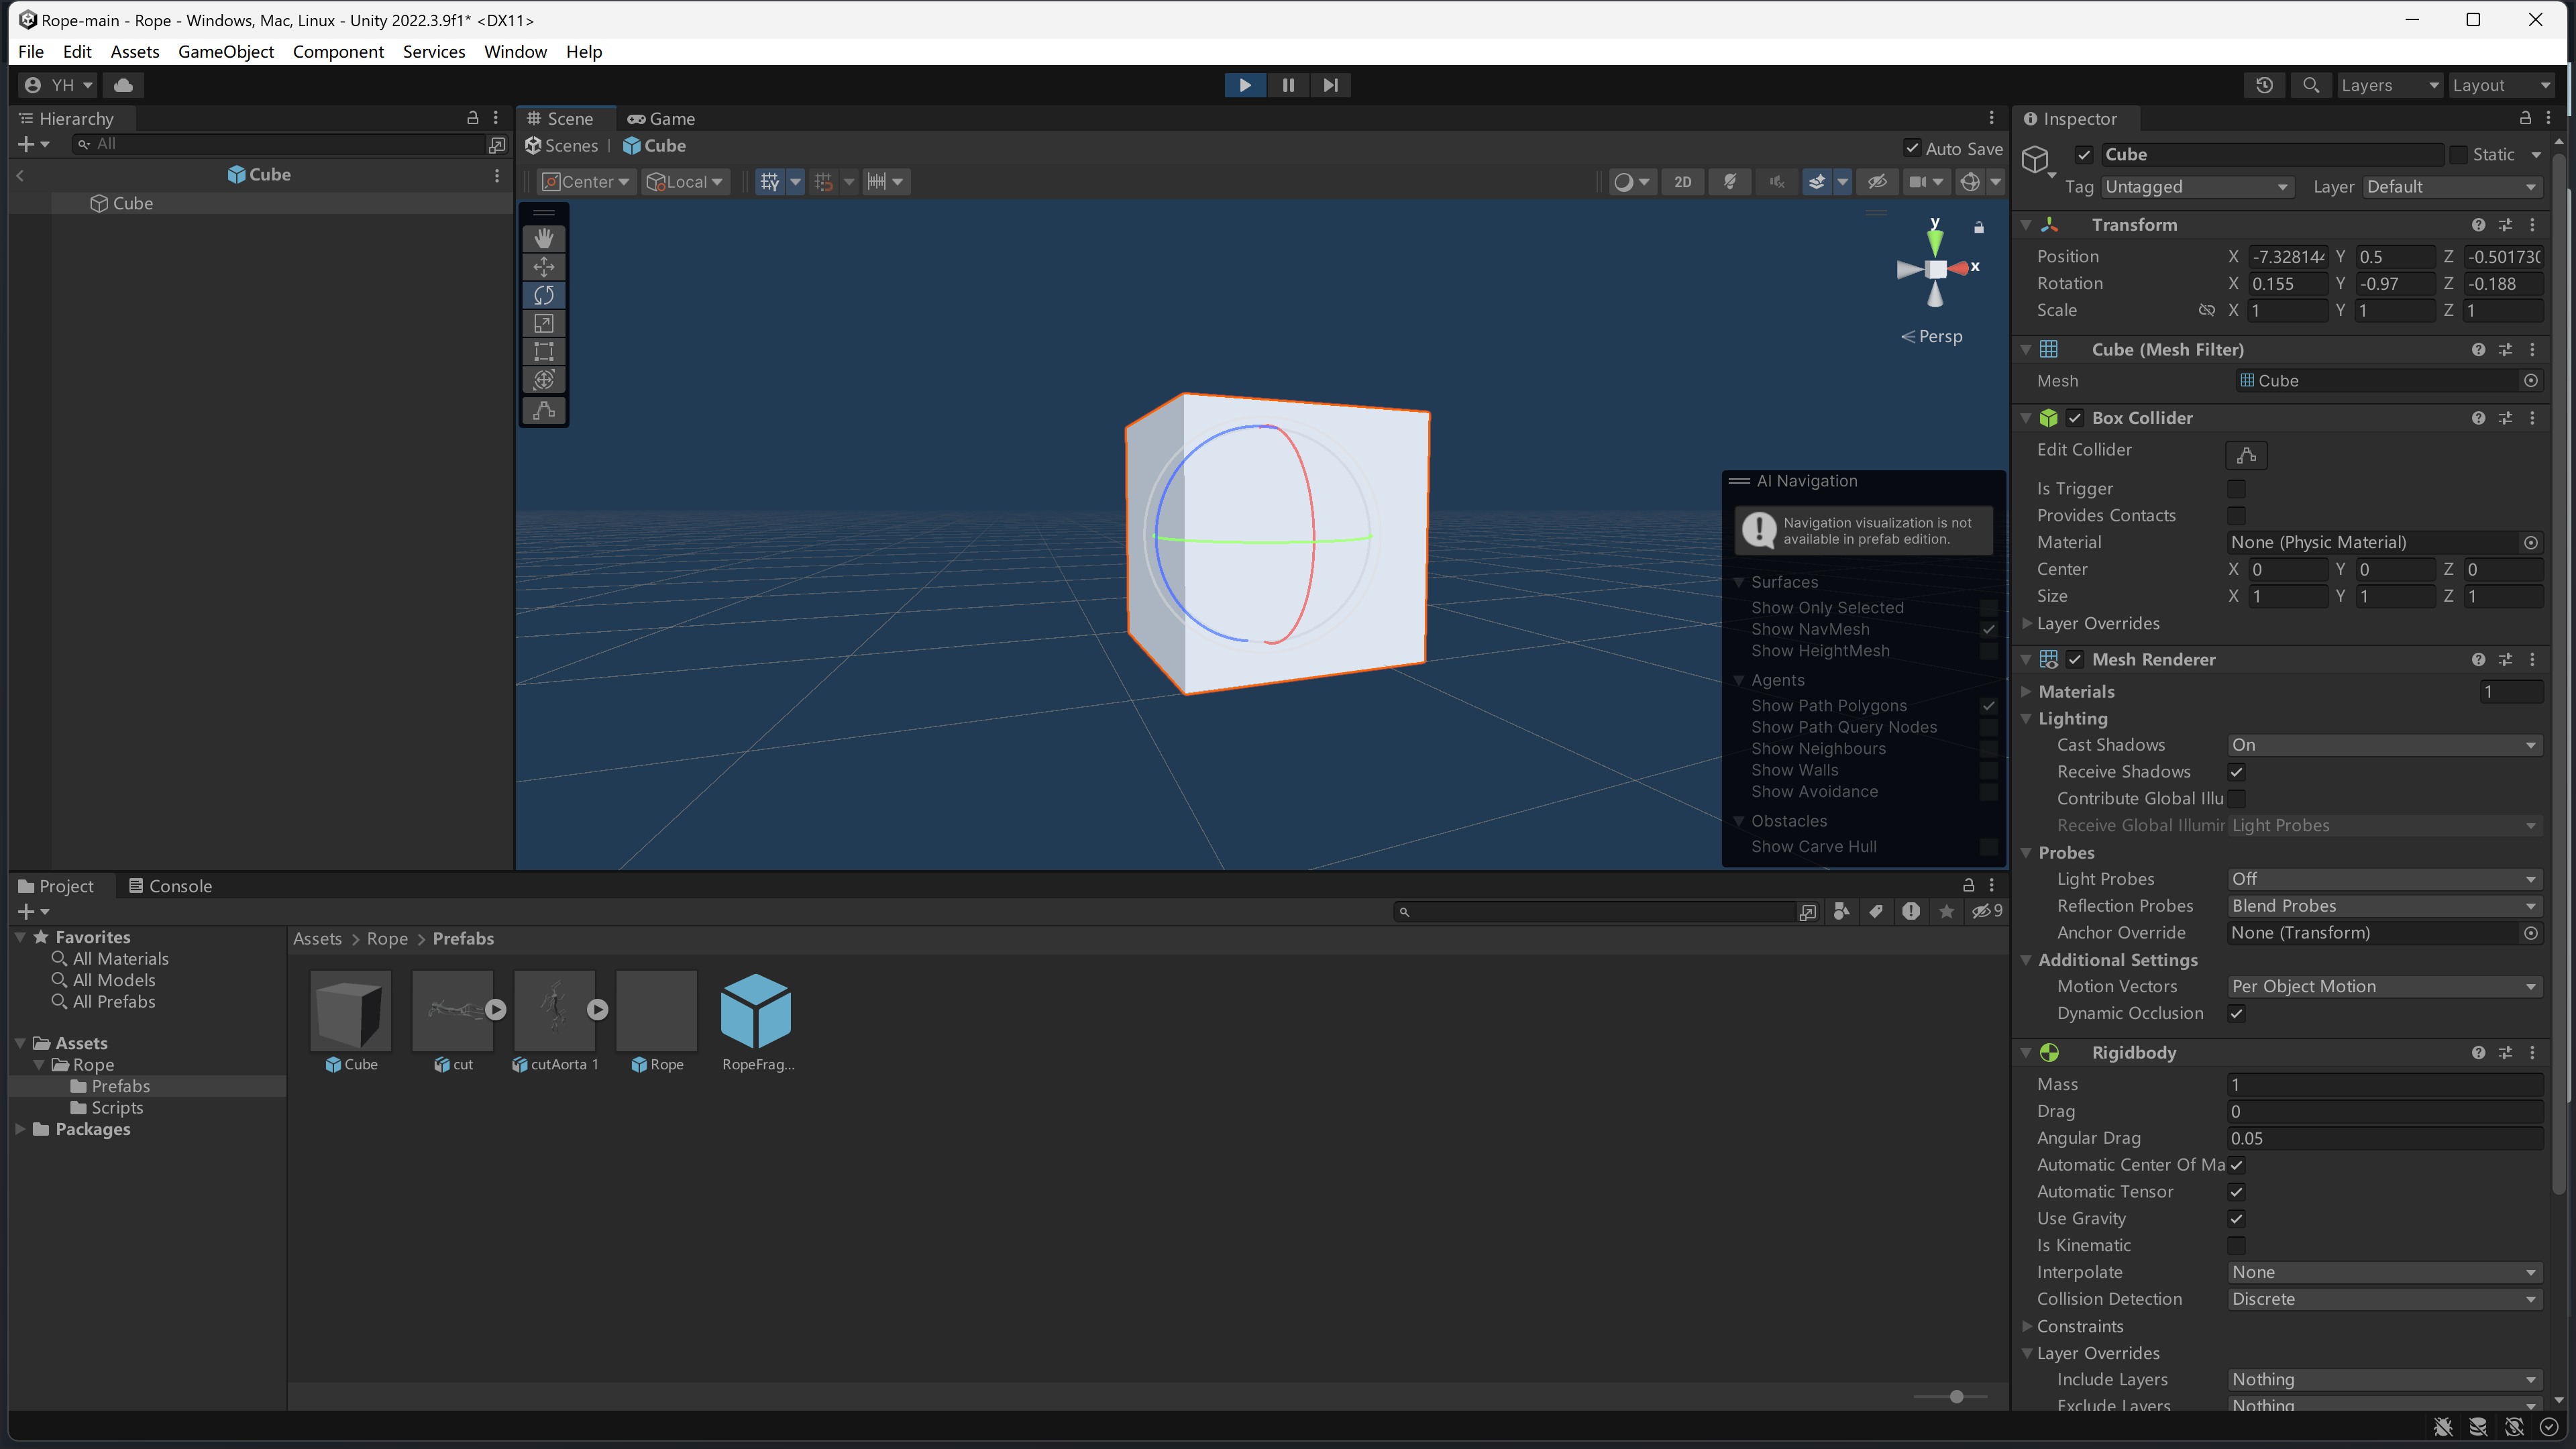 Rope-main - Rope - Windows, Mac, Linux - Unity 2022.3.9f1* <DX11>
File Edit Assets GameObject Component Services Window Help
YH
Layers Layout
Hierarchy
All
Cube
Cube
Scene Game
Scenes | Cube
Auto Save
Center Local
2D
y
x
Persp
AI Navigation
Navigation visualization is not
available in prefab edition.
Surfaces
Show Only Selected
Show NavMesh
Show HeightMesh
Agents
Show Path Polygons
Show Path Query Nodes
Show Neighbours
Show Walls
Show Avoidance
Obstacles
Show Carve Hull
Project Console
9
Favorites
All Materials
All Models
All Prefabs
Assets
Rope
Prefabs
Scripts
Packages
Assets > Rope > Prefabs
Cube cut cutAorta 1 Rope RopeFrag...
Inspector
Cube Static
Tag Untagged Layer Default
Transform
Position X -7.328144 Y 0.5 Z -0.501730
Rotation X 0.155 Y -0.97 Z -0.188
Scale X 1 Y 1 Z 1
Cube (Mesh Filter)
Mesh Cube
Box Collider
Edit Collider
Is Trigger
Provides Contacts
Material None (Physic Material)
Center X 0 Y 0 Z 0
Size X 1 Y 1 Z 1
Layer Overrides
Mesh Renderer
Materials 1
Lighting
Cast Shadows On
Receive Shadows
Contribute Global Illu
Receive Global Illumir Light Probes
Probes
Light Probes Off
Reflection Probes Blend Probes
Anchor Override None (Transform)
Additional Settings
Motion Vectors Per Object Motion
Dynamic Occlusion
Rigidbody
Mass 1
Drag 0
Angular Drag 0.05
Automatic Center Of Ma
Automatic Tensor
Use Gravity
Is Kinematic
Interpolate None
Collision Detection Discrete
Constraints
Layer Overrides
Include Layers Nothing
Exclude Layers Nothing